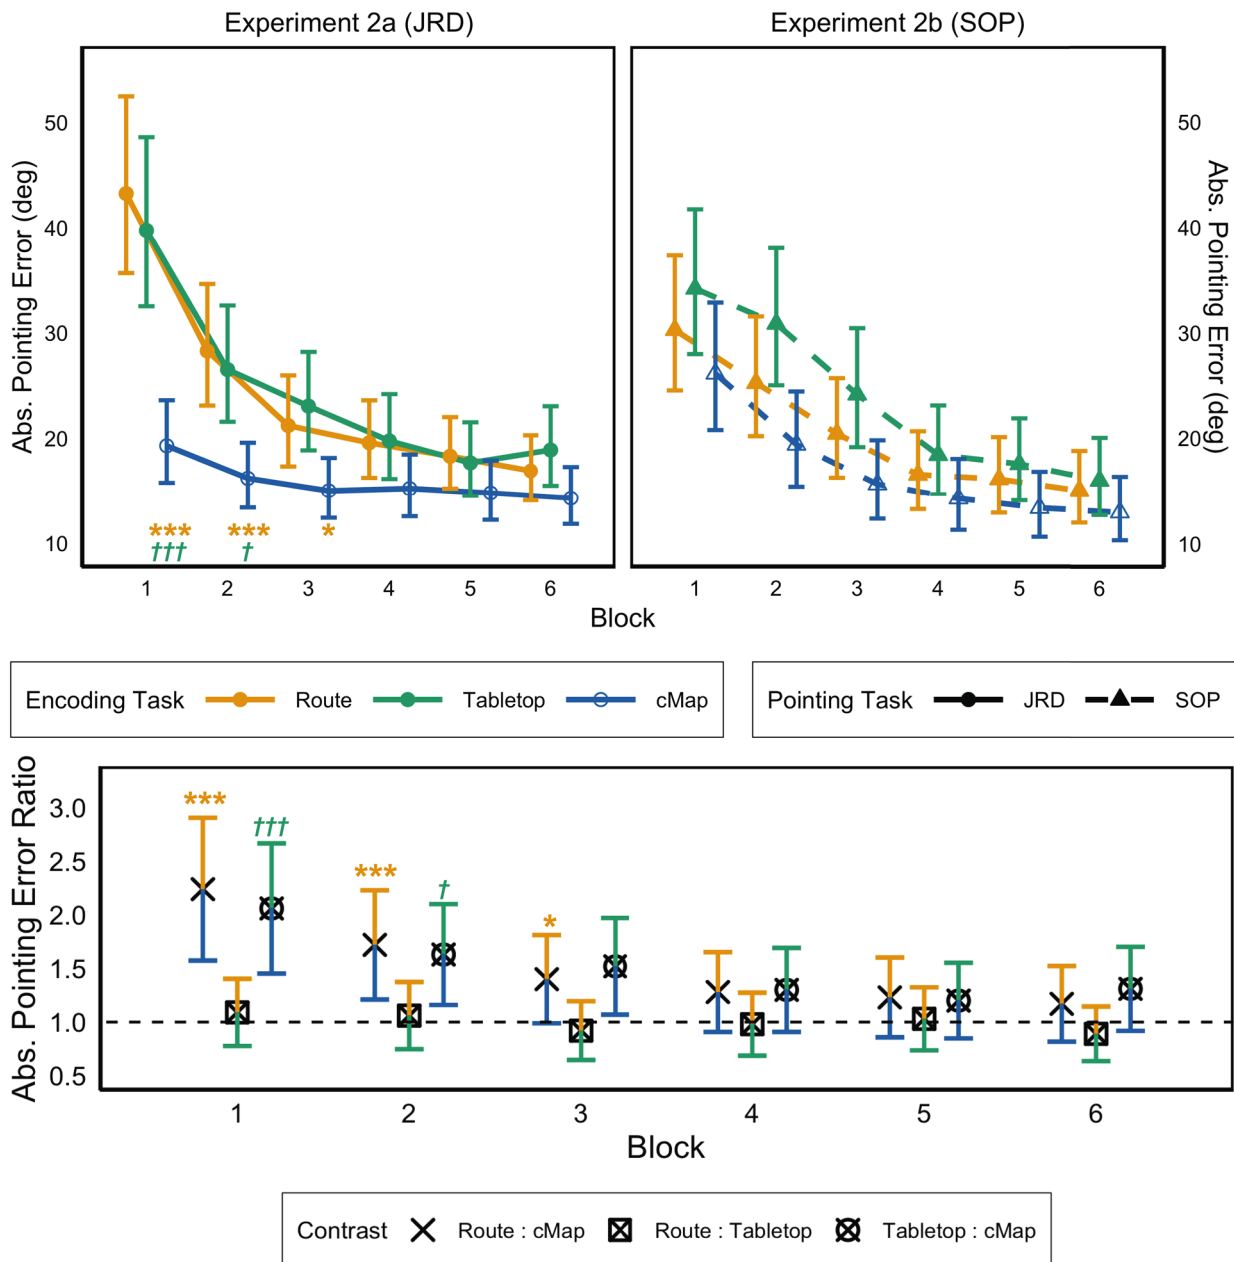 Experiment 2a (JRD)
Experiment 2b (SOP)
Abs. Pointing Error (deg)
50
40
30
20
10
*** *** *
††† †
1 2 3 4 5 6
50
40
30
20
10
Abs. Pointing Error (deg)
1 2 3 4 5 6
Block
Encoding Task Route Tabletop cMap
Pointing Task JRD SOP
Abs. Pointing Error Ratio
3.0
2.5
2.0
1.5
1.0
0.5
*** ††† *** † *
1 2 3 4 5 6
Block
Contrast Route : cMap Route : Tabletop Tabletop : cMap